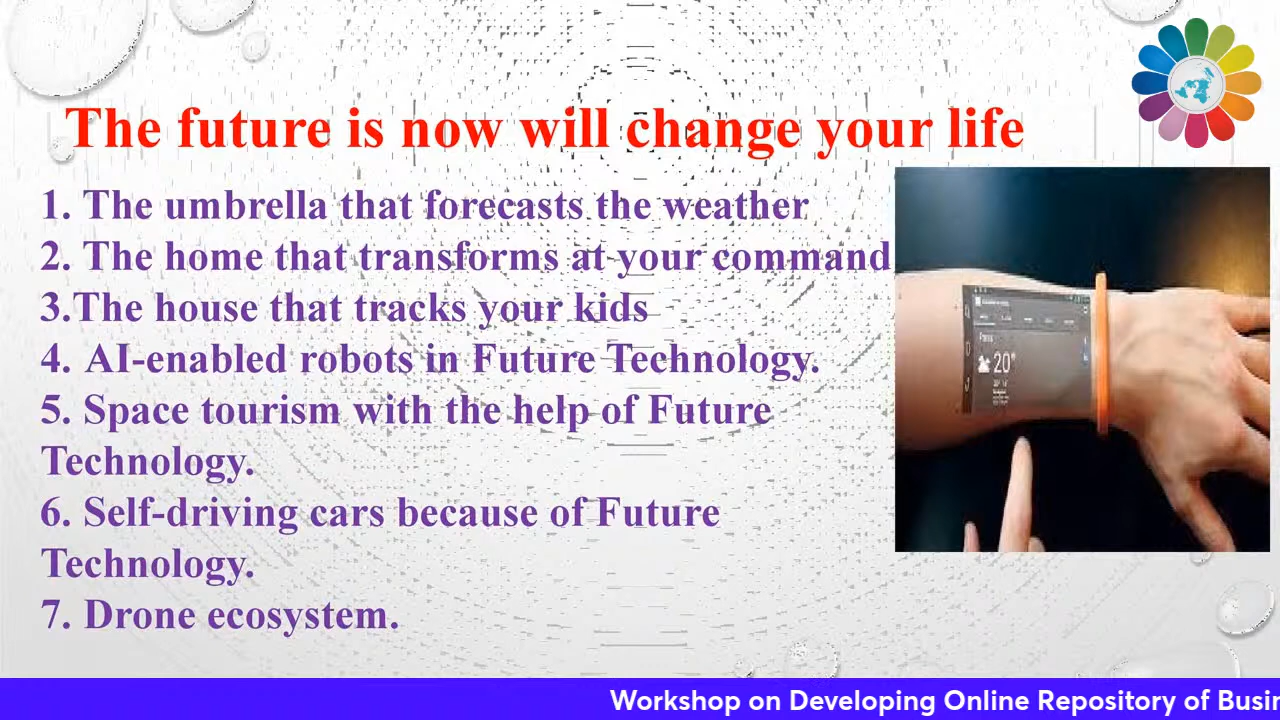 The future is now will change your life
1. The umbrella that forecasts the weather
2. The home that transforms at your command
3.The house that tracks your kids
4. AI-enabled robots in Future Technology.
5. Space tourism with the help of Future
Technology.
6. Self-driving cars because of Future
Technology.
7. Drone ecosystem.
20°
Workshop on Developing Online Repository of Busin